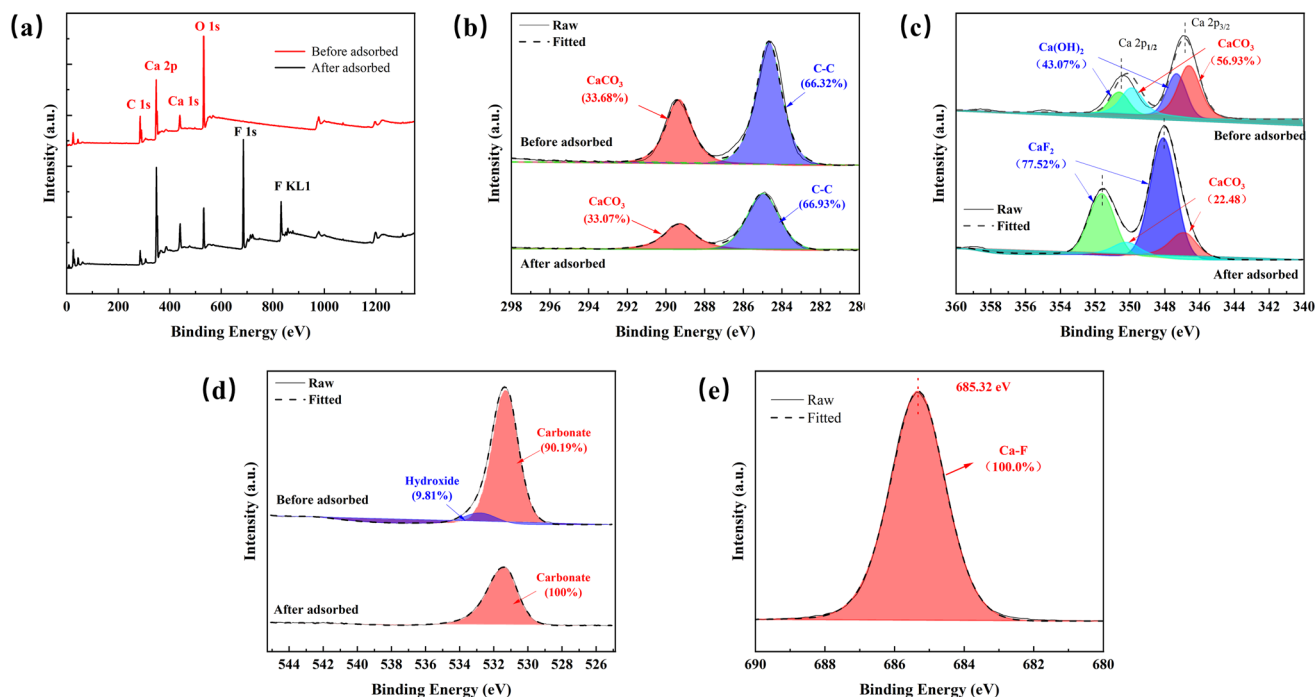 (a)
O 1s
Before adsorbed
After adsorbed
Ca 2p
C 1s
Ca 1s
F 1s
F KL1
Intensity (a.u.)
0 200 400 600 800 1000 1200
Binding Energy (eV)
(b)
Raw
Fitted
CaCO3
(33.68%)
C-C
(66.32%)
Before adsorbed
CaCO3
(33.07%)
C-C
(66.93%)
After adsorbed
Intensity (a.u.)
298 296 294 292 290 288 286 284 282 28
Binding Energy (eV)
(c)
Ca 2p3/2
Ca 2p1/2
Ca(OH)2
(43.07%)
CaCO3
(56.93%)
Before adsorbed
CaF2
(77.52%)
CaCO3
(22.48)
Raw
Fitted
After adsorbed
Intensity (a.u.)
360 358 356 354 352 350 348 346 344 342 340
Binding Energy (eV)
(d)
Raw
Fitted
Carbonate
(90.19%)
Hydroxide
(9.81%)
Before adsorbed
Carbonate
(100%)
After adsorbed
Intensity (a.u.)
544 542 540 538 536 534 532 530 528 526
Binding Energy (eV)
(e)
685.32 eV
Raw
Fitted
Ca-F
(100.0%)
Intensity (a.u.)
690 688 686 684 682 680
Binding Energy (eV)